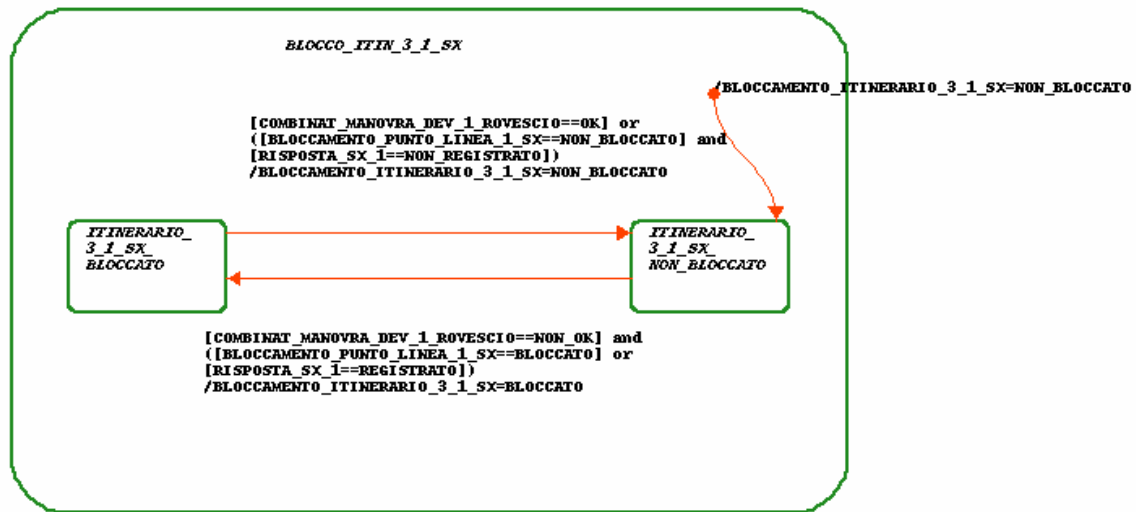 BLOCCO_ITIN_3_1_SX
/BLOCCAMENTO_ITINERARIO_3_1_SX=NON_BLOCCATO
[COMBINAT_MANOVRA_DEV_1_ROVESCIO==OK] or
([BLOCCAMENTO_PUNTO_LINEA_1_SX==NON_BLOCCATO] and
[RISPOSTA_SX_1==NON_REGISTRATO])
/BLOCCAMENTO_ITINERARIO_3_1_SX=NON_BLOCCATO
ITINERARIO_
3_1_SX_
BLOCCATO
ITINERARIO_
3_1_SX_
NON_BLOCCATO
[COMBINAT_MANOVRA_DEV_1_ROVESCIO==NON_OK] and
([BLOCCAMENTO_PUNTO_LINEA_1_SX==BLOCCATO] or
[RISPOSTA_SX_1==REGISTRATO])
/BLOCCAMENTO_ITINERARIO_3_1_SX=BLOCCATO